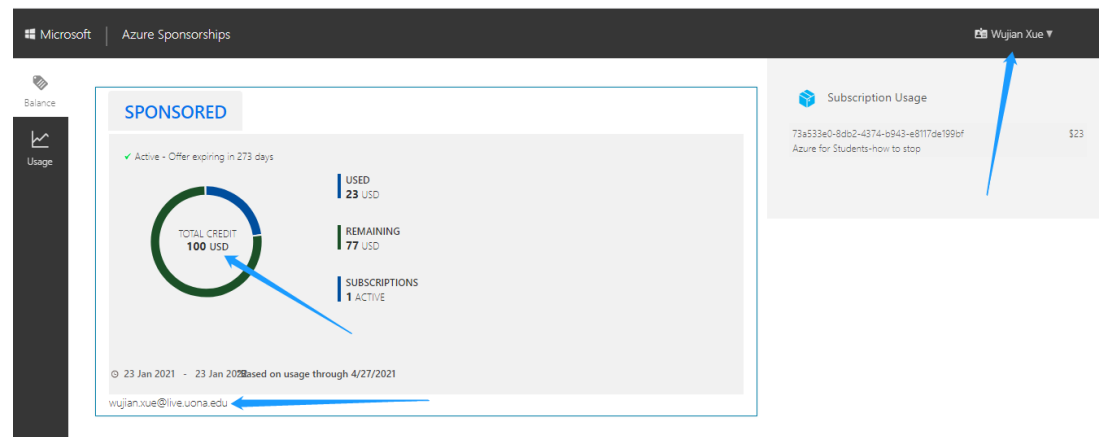 Microsoft
Azure Sponsorships
Wujian Xue
Balance
Usage
SPONSORED
Active - Offer expiring in 273 days
TOTAL CREDIT
100 USD
USED
23 USD
REMAINING
77 USD
SUBSCRIPTIONS
1 ACTIVE
23 Jan 2021 - 23 Jan 2022
*Based on usage through 4/27/2021
wujian.xue@live.uona.edu
Subscription Usage
73a533e0-8db2-4374-b943-e8117de199bf $23
Azure for Students-how to stop